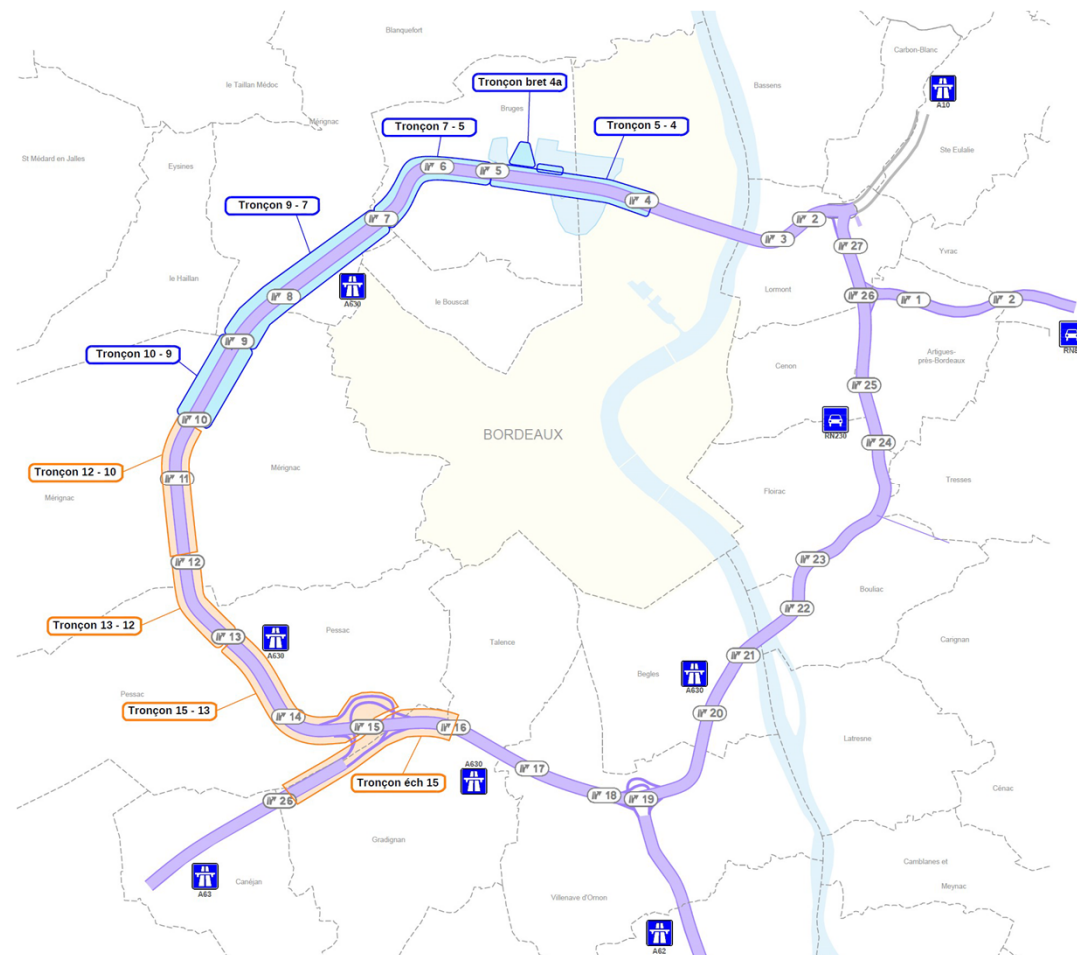 Blanquefort
Carbon-Blanc
le Taillan Médoc
Tronçon bret 4a
Bassens
A10
Bruges
Mérignac
Tronçon 7 - 5
Tronçon 5 - 4
St Médard en Jalles
Eysines
Ste Eulalie
6
5
4
Tronçon 9 - 7
7
2
3
27
Yvrac
le Haillan
A630
8
le Bouscat
Lormont
26
1
2
9
Tronçon 10 - 9
Cenon
Artigues-
près-Bordeaux
25
10
BORDEAUX
RN230
24
Tronçon 12 - 10
Mérignac
11
Mérignac
Floirac
Tresses
12
23
Bouliac
22
Tronçon 13 - 12
13
A630
Pessac
Talence
Carignan
21
Begles
A630
Pessac
Tronçon 15 - 13
14
15
16
20
Latresne
A630
17
Tronçon éch 15
18
19
26
Cénac
Gradignan
A63
Canéjan
Villenave d'Ornon
Camblanes et
Meynac
A62